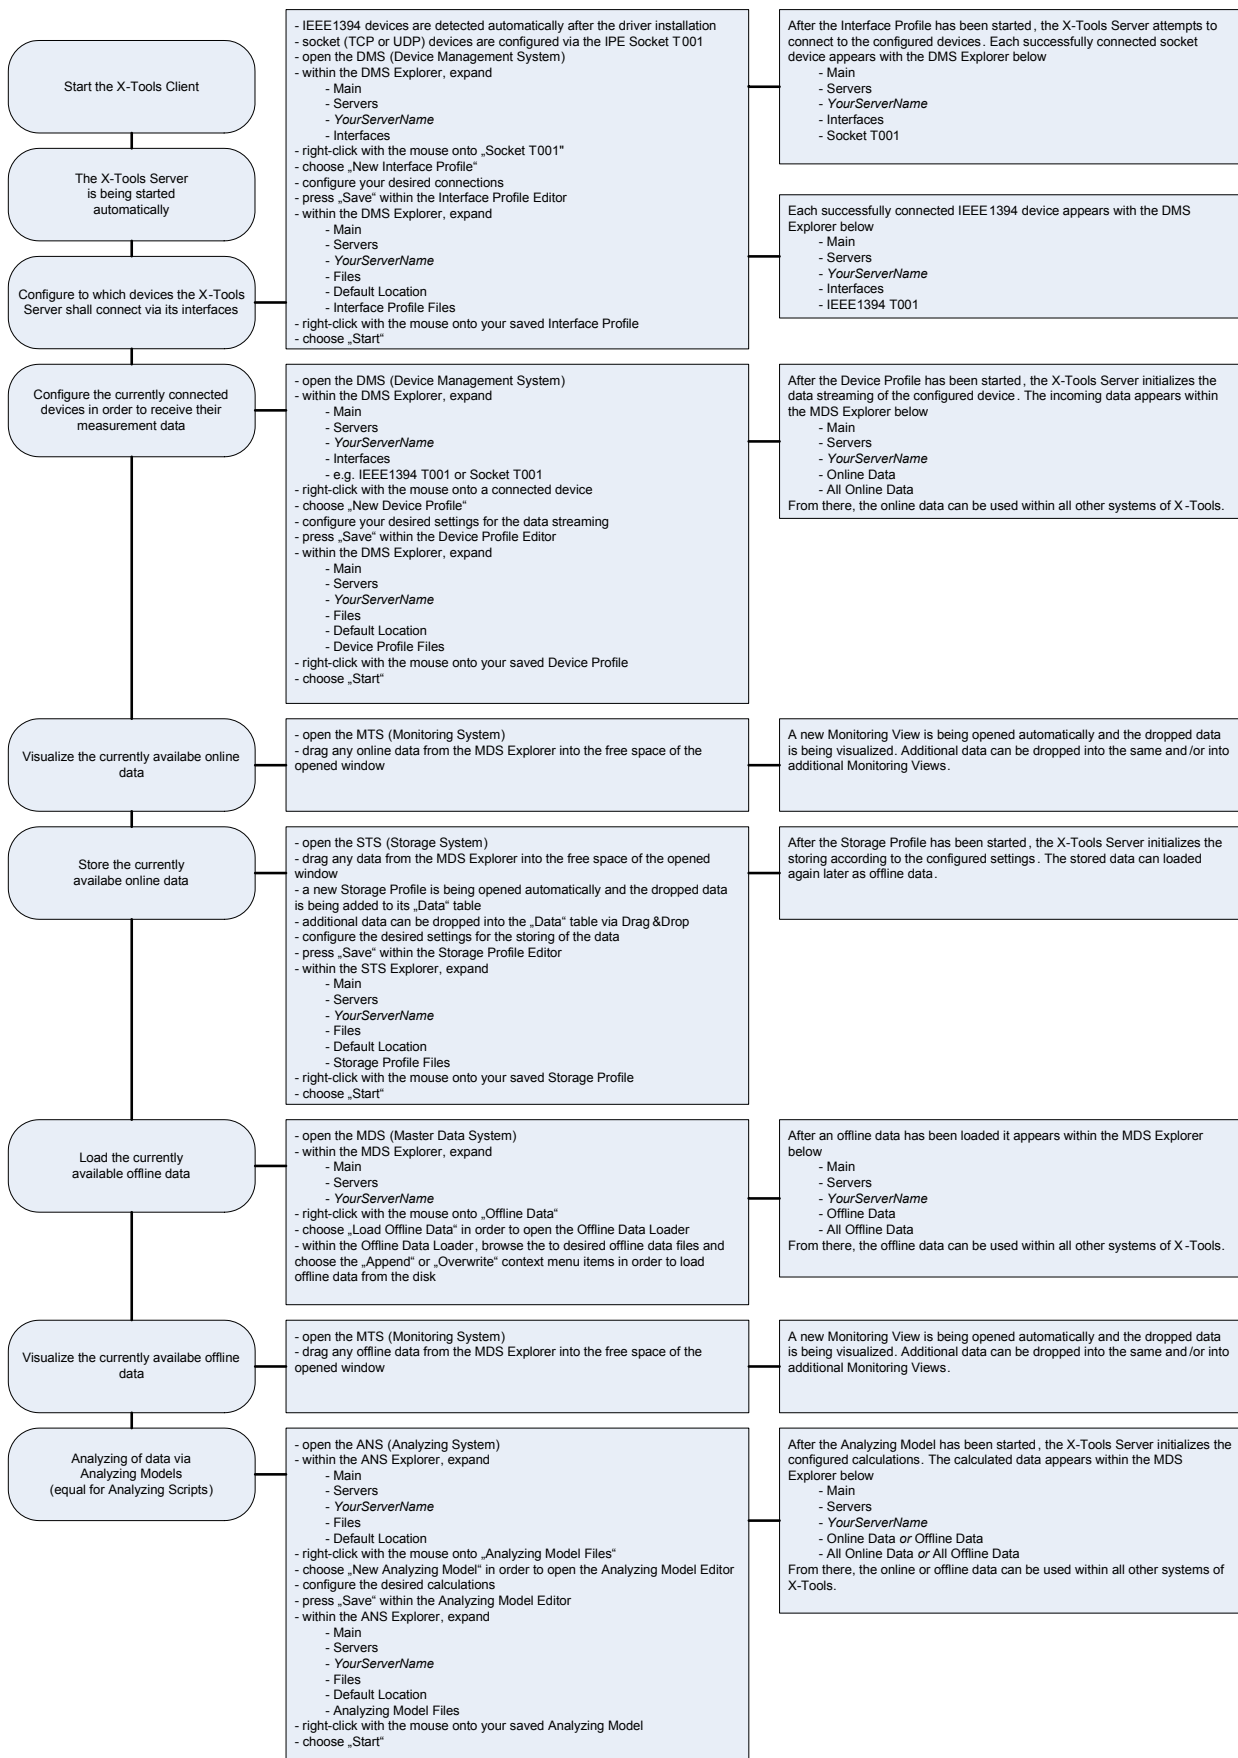 Start the X-Tools Client
The X-Tools Server
is being started
automatically
Configure to which devices the X-Tools
Server shall connect via its interfaces
- IEEE1394 devices are detected automatically after the driver installation
- socket (TCP or UDP) devices are configured via the IPE Socket T001
- open the DMS (Device Management System)
- within the DMS Explorer, expand
- Main
- Servers
- YourServerName
- Interfaces
- right-click with the mouse onto „Socket T001"
- choose „New Interface Profile“
- configure your desired connections
- press „Save“ within the Interface Profile Editor
- within the DMS Explorer, expand
- Main
- Servers
- YourServerName
- Files
- Default Location
- Interface Profile Files
- right-click with the mouse onto your saved Interface Profile
- choose „Start“
After the Interface Profile has been started, the X-Tools Server attempts to
connect to the configured devices. Each successfully connected socket
device appears with the DMS Explorer below
- Main
- Servers
- YourServerName
- Interfaces
- Socket T001
Each successfully connected IEEE1394 device appears with the DMS
Explorer below
- Main
- Servers
- YourServerName
- Interfaces
- IEEE1394 T001
Configure the currently connected
devices in order to receive their
measurement data
- open the DMS (Device Management System)
- within the DMS Explorer, expand
- Main
- Servers
- YourServerName
- Interfaces
- e.g. IEEE1394 T001 or Socket T001
- right-click with the mouse onto a connected device
- choose „New Device Profile“
- configure your desired settings for the data streaming
- press „Save“ within the Device Profile Editor
- within the DMS Explorer, expand
- Main
- Servers
- YourServerName
- Files
- Default Location
- Device Profile Files
- right-click with the mouse onto your saved Device Profile
- choose „Start“
After the Device Profile has been started, the X-Tools Server initializes the
data streaming of the configured device. The incoming data appears within
the MDS Explorer below
- Main
- Servers
- YourServerName
- Online Data
- All Online Data
From there, the online data can be used within all other systems of X-Tools.
Visualize the currently availabe online
data
- open the MTS (Monitoring System)
- drag any online data from the MDS Explorer into the free space of the
opened window
A new Monitoring View is being opened automatically and the dropped data
is being visualized. Additional data can be dropped into the same and/or into
additional Monitoring Views.
Store the currently
availabe online data
- open the STS (Storage System)
- drag any data from the MDS Explorer into the free space of the opened
window
- a new Storage Profile is being opened automatically and the dropped data
is being added to its „Data“ table
- additional data can be dropped into the „Data“ table via Drag&Drop
- configure the desired settings for the storing of the data
- press „Save“ within the Storage Profile Editor
- within the STS Explorer, expand
- Main
- Servers
- YourServerName
- Files
- Default Location
- Storage Profile Files
- right-click with the mouse onto your saved Storage Profile
- choose „Start“
After the Storage Profile has been started, the X-Tools Server initializes the
storing according to the configured settings. The stored data can loaded
again later as offline data.
Load the currently
available offline data
- open the MDS (Master Data System)
- within the MDS Explorer, expand
- Main
- Servers
- YourServerName
- right-click with the mouse onto „Offline Data“
- choose „Load Offline Data“ in order to open the Offline Data Loader
- within the Offline Data Loader, browse the to desired offline data files and
choose the „Append“ or „Overwrite“ context menu items in order to load
offline data from the disk
After an offline data has been loaded it appears within the MDS Explorer
below
- Main
- Servers
- YourServerName
- Offline Data
- All Offline Data
From there, the offline data can be used within all other systems of X-Tools.
Visualize the currently availabe offline
data
- open the MTS (Monitoring System)
- drag any offline data from the MDS Explorer into the free space of the
opened window
A new Monitoring View is being opened automatically and the dropped data
is being visualized. Additional data can be dropped into the same and/or into
additional Monitoring Views.
Analyzing of data via
Analyzing Models
(equal for Analyzing Scripts)
- open the ANS (Analyzing System)
- within the ANS Explorer, expand
- Main
- Servers
- YourServerName
- Files
- Default Location
- right-click with the mouse onto „Analyzing Model Files“
- choose „New Analyzing Model“ in order to open the Analyzing Model Editor
- configure the desired calculations
- press „Save“ within the Analyzing Model Editor
- within the ANS Explorer, expand
- Main
- Servers
- YourServerName
- Files
- Default Location
- Analyzing Model Files
- right-click with the mouse onto your saved Analyzing Model
- choose „Start“
After the Analyzing Model has been started, the X-Tools Server initializes the
configured calculations. The calculated data appears within the MDS
Explorer below
- Main
- Servers
- YourServerName
- Online Data or Offline Data
- All Online Data or All Offline Data
From there, the online or offline data can be used within all other systems of
X-Tools.